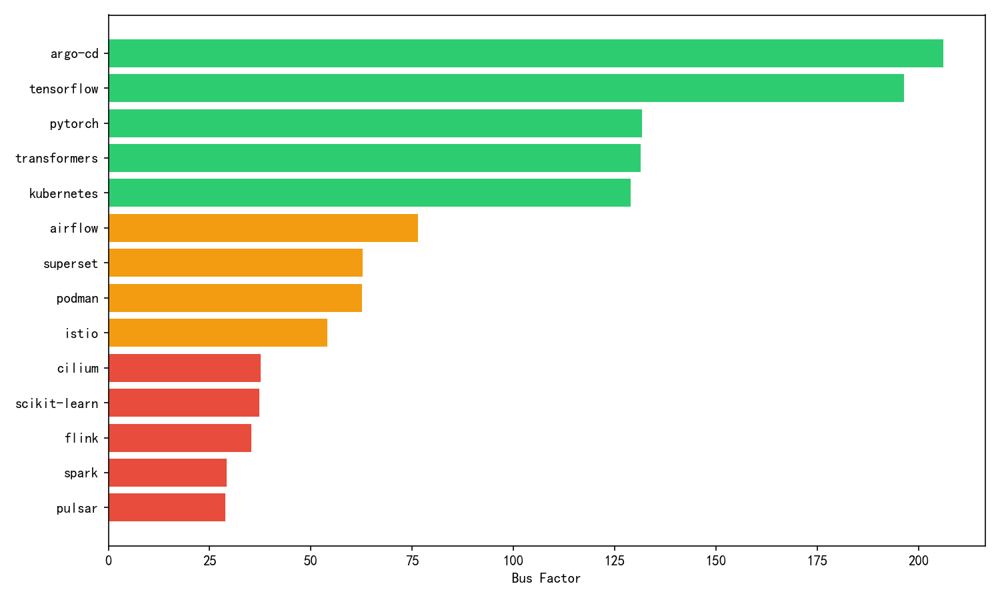 argo-cd
tensorflow
pytorch
transformers
kubernetes
airflow
superset
podman
istio
cilium
scikit-learn
flink
spark
pulsar
0 25 50 75 100 125 150 175 200
Bus Factor